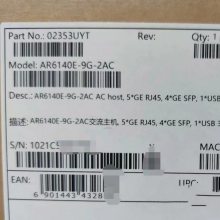 Part No.: 02353UYT Rev: Qty: 1
Model: AR6140E-9G-2AC
Desc.: AR6140E-9G-2AC AC host, 5*GE RJ45, 4*GE SFP, 1*USB
描述: AR6140E-9G-2AC交流主机, 5*GE RJ45, 4*GE SFP, 1*USB
S/N: 1021C5 MAC
EAN: UPC:
6 901443 4328